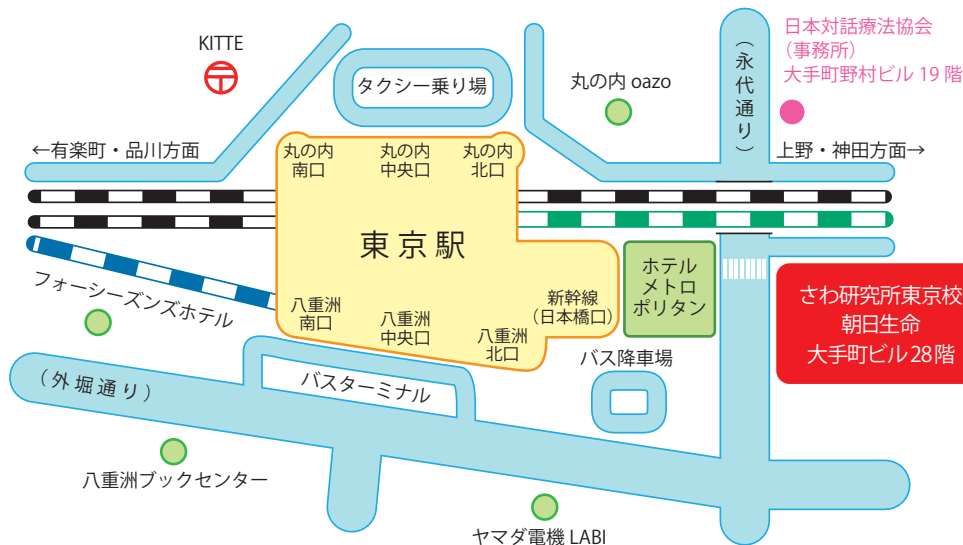 KITTE
タクシー乗り場
丸の内 oazo
(永代通り)
日本対話療法協会
(事務所)
大手町野村ビル 19 階
←有楽町・品川方面
上野・神田方面→
丸の内
南口
丸の内
中央口
丸の内
北口
東京駅
八重洲
南口
八重洲
中央口
八重洲
北口
新幹線
(日本橋口)
ホテル
メトロ
ポリタン
さわ研究所東京校
朝日生命
大手町ビル 28階
フォーシーズンズホテル
バス降車場
バスターミナル
(外堀通り)
八重洲ブックセンター
ヤマダ電機 LABI